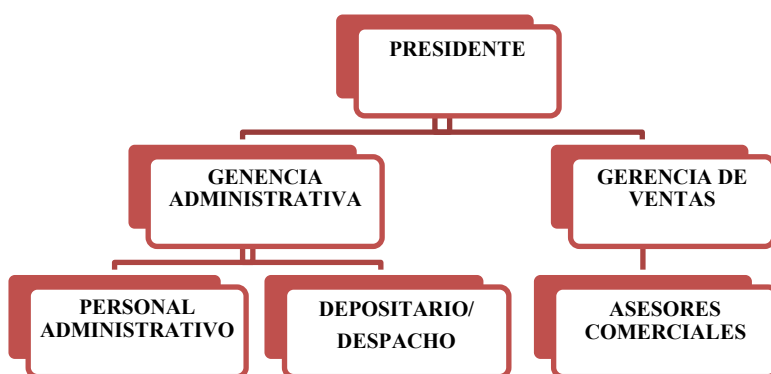 PRESIDENTE
GENENCIA
ADMINISTRATIVA
GERENCIA DE
VENTAS
PERSONAL
ADMINISTRATIVO
DEPOSITARIO/
DESPACHO
ASESORES
COMERCIALES